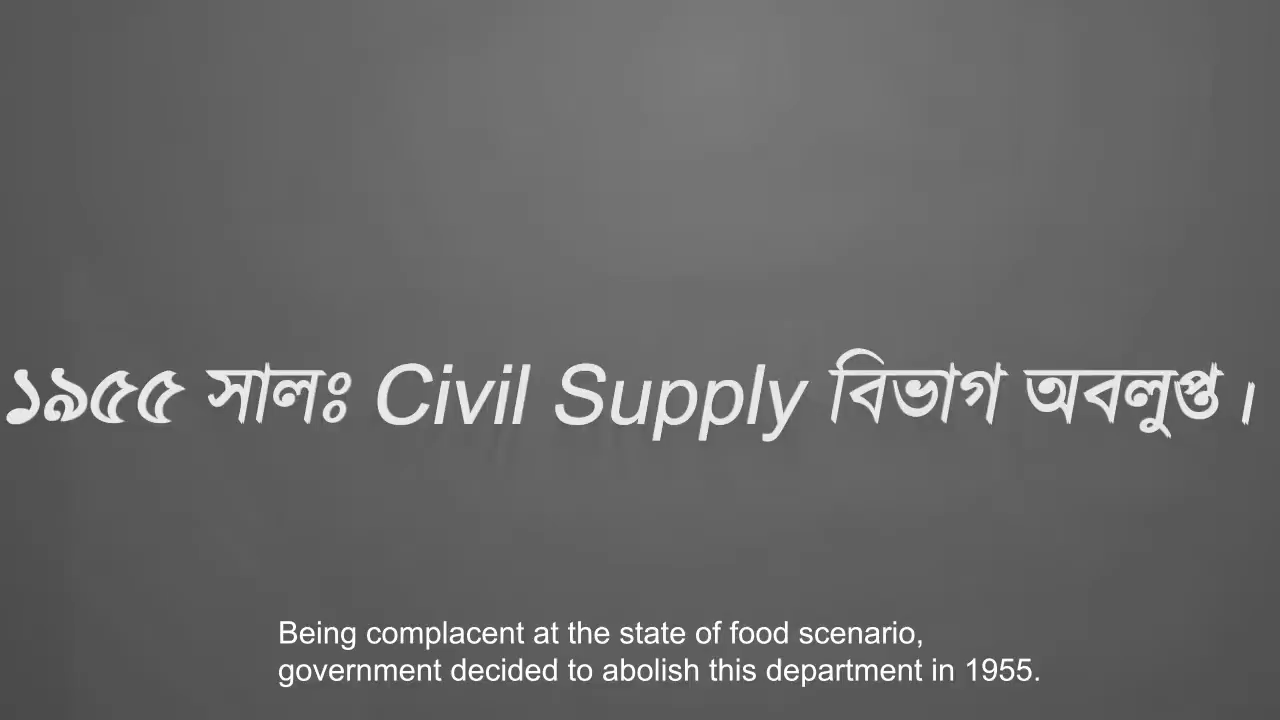 ১৯৫৫ সালঃ Civil Supply বিভাগ অবলুপ্ত।
Being complacent at the state of food scenario,
government decided to abolish this department in 1955.